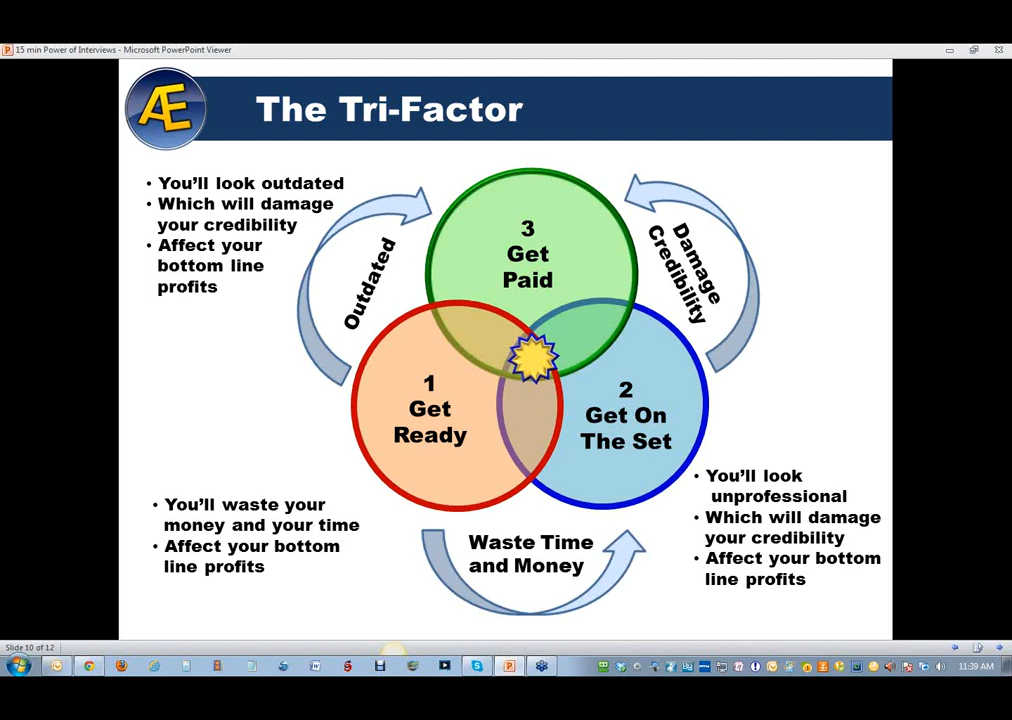 15 min Power of Interviews - Microsoft PowerPoint Viewer
Æ
The Tri-Factor
• You'll look outdated
• Which will damage
your credibility
• Affect your
bottom line
profits
Outdated
3
Get
Paid
Damage
Credibility
1
Get
Ready
2
Get On
The Set
• You'll waste your
money and your time
• Affect your bottom
line profits
Waste Time
and Money
• You'll look
unprofessional
• Which will damage
your credibility
• Affect your bottom
line profits
Slide 10 of 12
11:39 AM